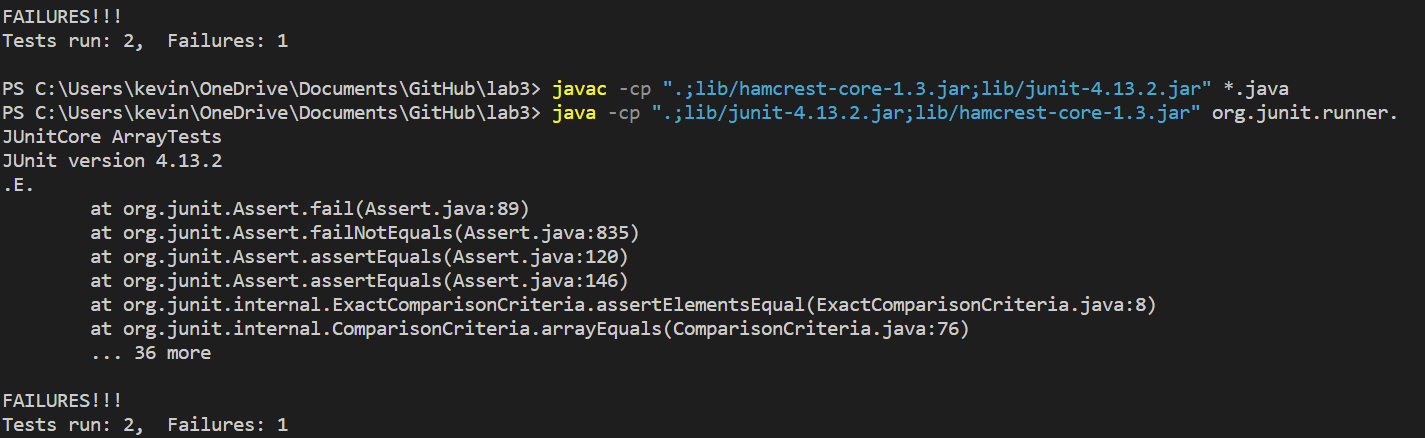 FAILURES!!!
Tests run: 2,  Failures: 1
PS C:\Users\kevin\OneDrive\Documents\GitHub\lab3> javac -cp ".;lib/hamcrest-core-1.3.jar;lib/junit-4.13.2.jar" *.java
PS C:\Users\kevin\OneDrive\Documents\GitHub\lab3> java -cp ".;lib/junit-4.13.2.jar;lib/hamcrest-core-1.3.jar" org.junit.runner.
JUnitCore ArrayTests
JUnit version 4.13.2
.E.
        at org.junit.Assert.fail(Assert.java:89)
        at org.junit.Assert.failNotEquals(Assert.java:835)
        at org.junit.Assert.assertEquals(Assert.java:120)
        at org.junit.Assert.assertEquals(Assert.java:146)
        at org.junit.internal.ExactComparisonCriteria.assertElementsEqual(ExactComparisonCriteria.java:8)
        at org.junit.internal.ComparisonCriteria.arrayEquals(ComparisonCriteria.java:76)
        ... 36 more
FAILURES!!!
Tests run: 2,  Failures: 1